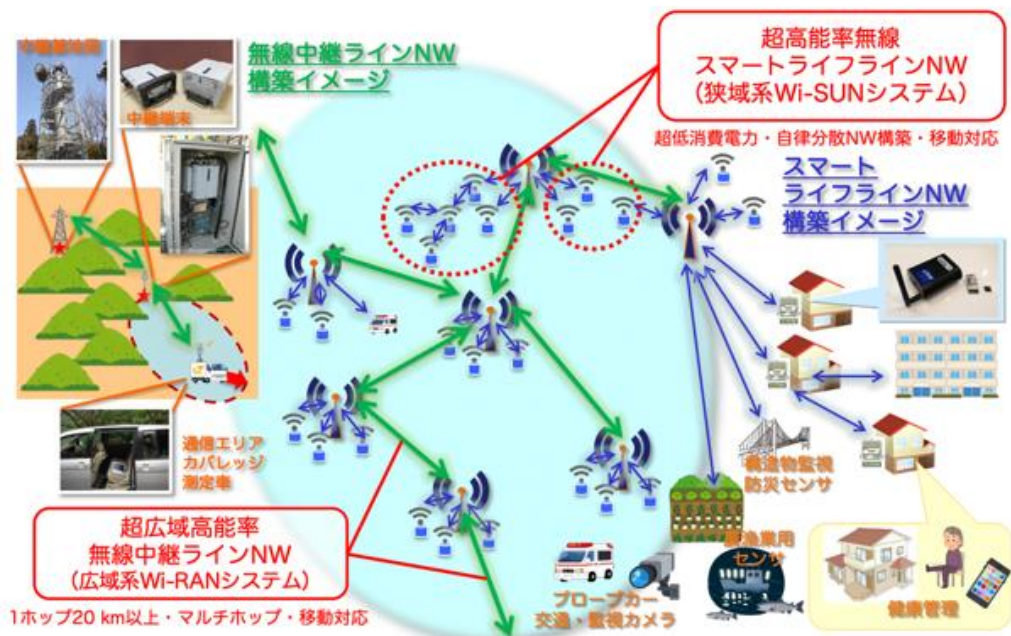 中継基地局
中継端末
無線中継ラインNW
構築イメージ
超高能率無線
スマートライフラインNW
(狭域系Wi-SUNシステム)
超低消費電力・自律分散NW構築・移動対応
スマート
ライフラインNW
構築イメージ
通信エリア
カバレッジ
測定車
構造物監視
防災センサ
超広域高能率
無線中継ラインNW
(広域系Wi-RANシステム)
1ホップ20 km以上・マルチホップ・移動対応
プローブカー
交通・監視カメラ
農漁業用
センサ
健康管理